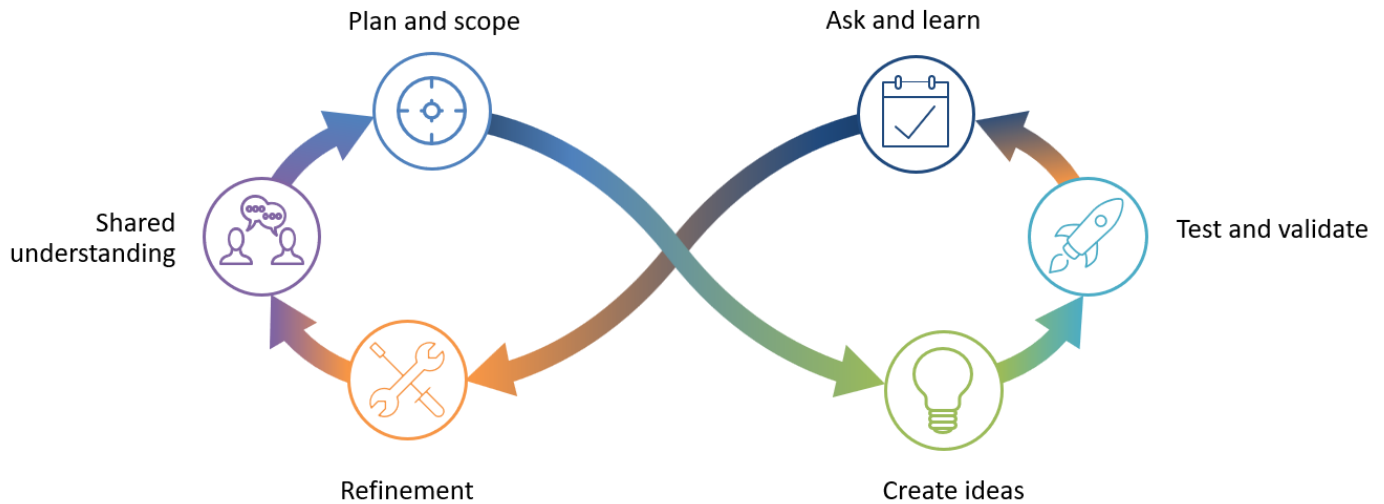 Plan and scope
Ask and learn
Shared
understanding
Test and validate
Refinement
Create ideas